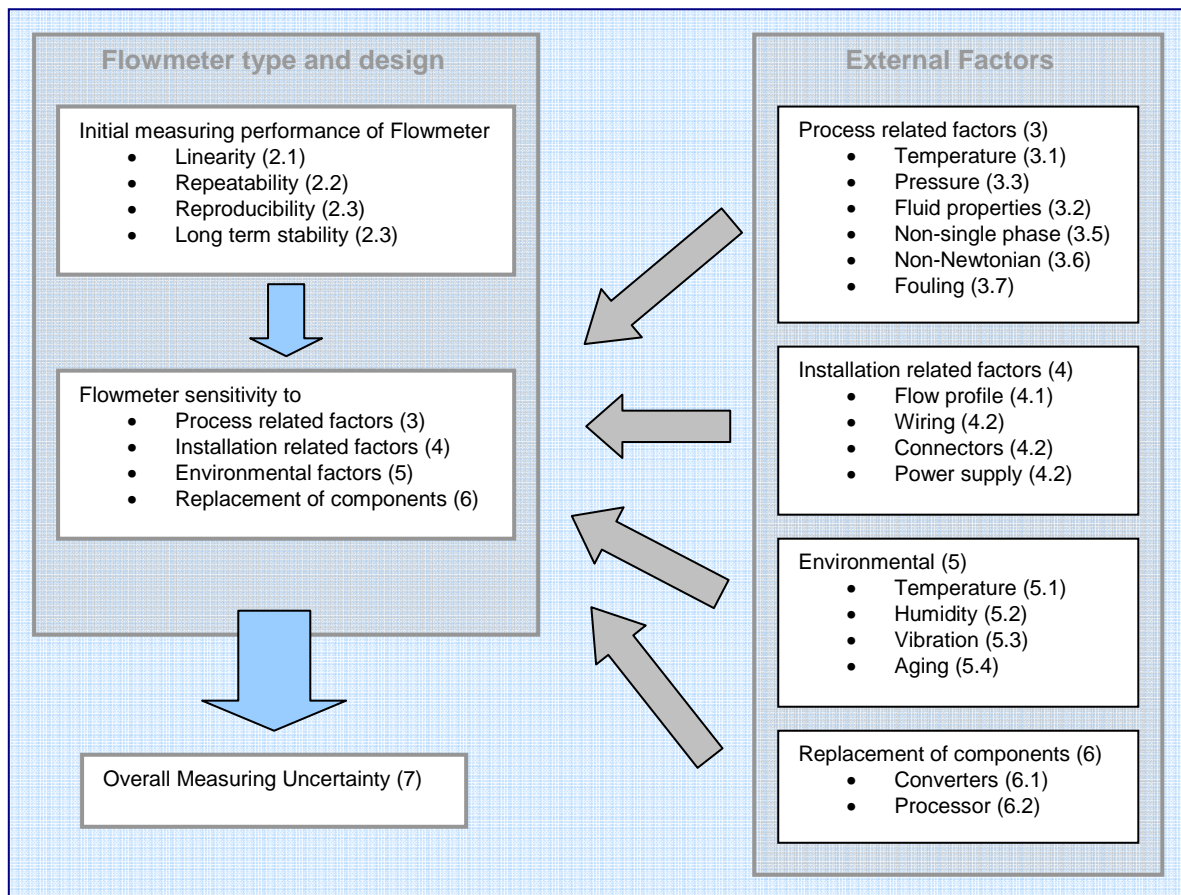 Flowmeter type and design
Initial measuring performance of Flowmeter
• Linearity (2.1)
• Repeatability (2.2)
• Reproducibility (2.3)
• Long term stability (2.3)
Flowmeter sensitivity to
• Process related factors (3)
• Installation related factors (4)
• Environmental factors (5)
• Replacement of components (6)
Overall Measuring Uncertainty (7)
External Factors
Process related factors (3)
• Temperature (3.1)
• Pressure (3.3)
• Fluid properties (3.2)
• Non-single phase (3.5)
• Non-Newtonian (3.6)
• Fouling (3.7)
Installation related factors (4)
• Flow profile (4.1)
• Wiring (4.2)
• Connectors (4.2)
• Power supply (4.2)
Environmental (5)
• Temperature (5.1)
• Humidity (5.2)
• Vibration (5.3)
• Aging (5.4)
Replacement of components (6)
• Converters (6.1)
• Processor (6.2)